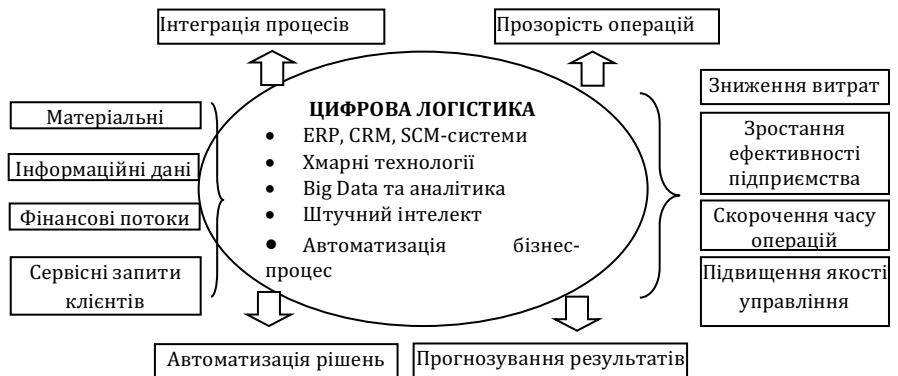 Інтеграція процесів
Прозорість операцій
Матеріальні
Інформаційні дані
Фінансові потоки
Сервісні запити
клієнтів
ЦИФРОВА ЛОГІСТИКА
• ERP, CRM, SCM-системи
• Хмарні технології
• Big Data та аналітика
• Штучний інтелект
• Автоматизація бізнес-
процес
Зниження витрат
Зростання
ефективності
підприємства
Скорочення часу
операцій
Підвищення якості
управління
Автоматизація рішень
Прогнозування результатів